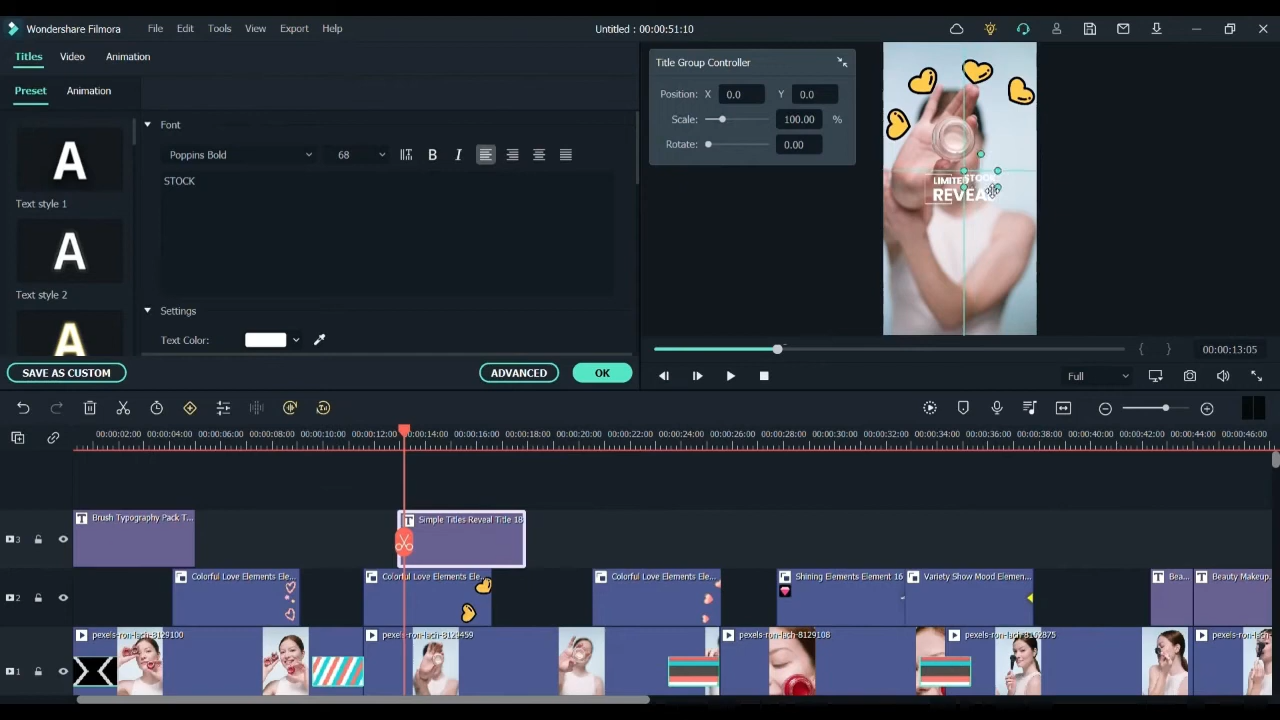 Wondershare Filmora File Edit Tools View Export Help Untitled : 00:00:51:10
Titles Video Animation
Preset Animation
Font
Poppins Bold 68 B I
STOCK
A
Text style 1
A
Text style 2
A
Settings
Text Color:
SAVE AS CUSTOM ADVANCED OK
Title Group Controller
Position: X 0.0 Y 0.0
Scale: 100.00 %
Rotate: 0.00
LIMITE STOCK
REVEAL
00:00:13:05
Full
00:00:02:00 00:00:04:00 00:00:06:00 00:00:08:00 00:00:10:00 00:00:12:00 00:00:14:00 00:00:16:00 00:00:18:00 00:00:20:00 00:00:22:00 00:00:24:00 00:00:26:00 00:00:28:00 00:00:30:00 00:00:32:00 00:00:34:00 00:00:36:00 00:00:38:00 00:00:40:00 00:00:42:00 00:00:44:00 00:00:46:00
3 T Brush Typography Pack T... T Simple Titles Reveal Title 18
2 Colorful Love Elements Ele... Colorful Love Elements Ele... Colorful Love Elements Ele... Shining Elements Element 16 Variety Show Mood Elemen... T Bea... T Beauty Makeup
1 pexels-ron-lach-8129100 pexels-ron-lach-8129459 pexels-ron-lach-8129108 pexels-ron-lach-8162875 pexels-ron-lach